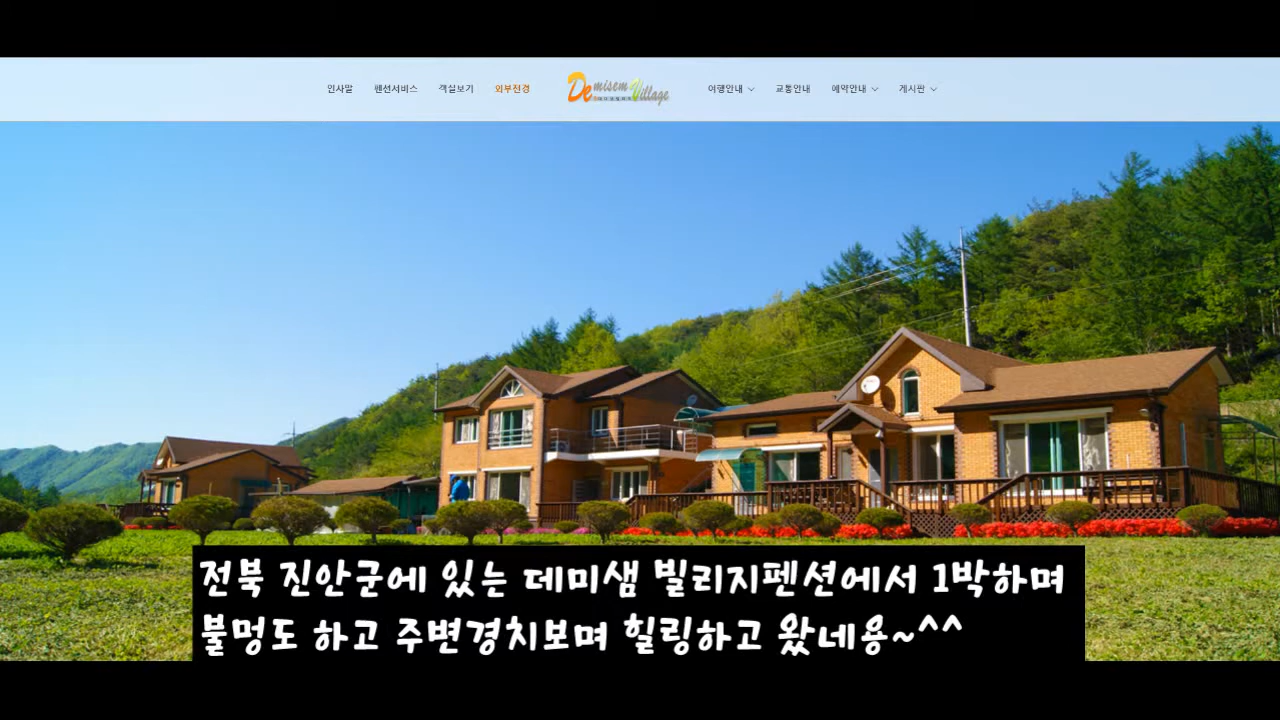 인사말 펜션서비스 객실보기 외부전경 Demisem Village 여행안내 교통안내 예약안내 게시판
전북 진안군에 있는 데미샘 빌리지펜션에서 1박하며
불멍도 하고 주변경치보며 힐링하고 왔네용~^^